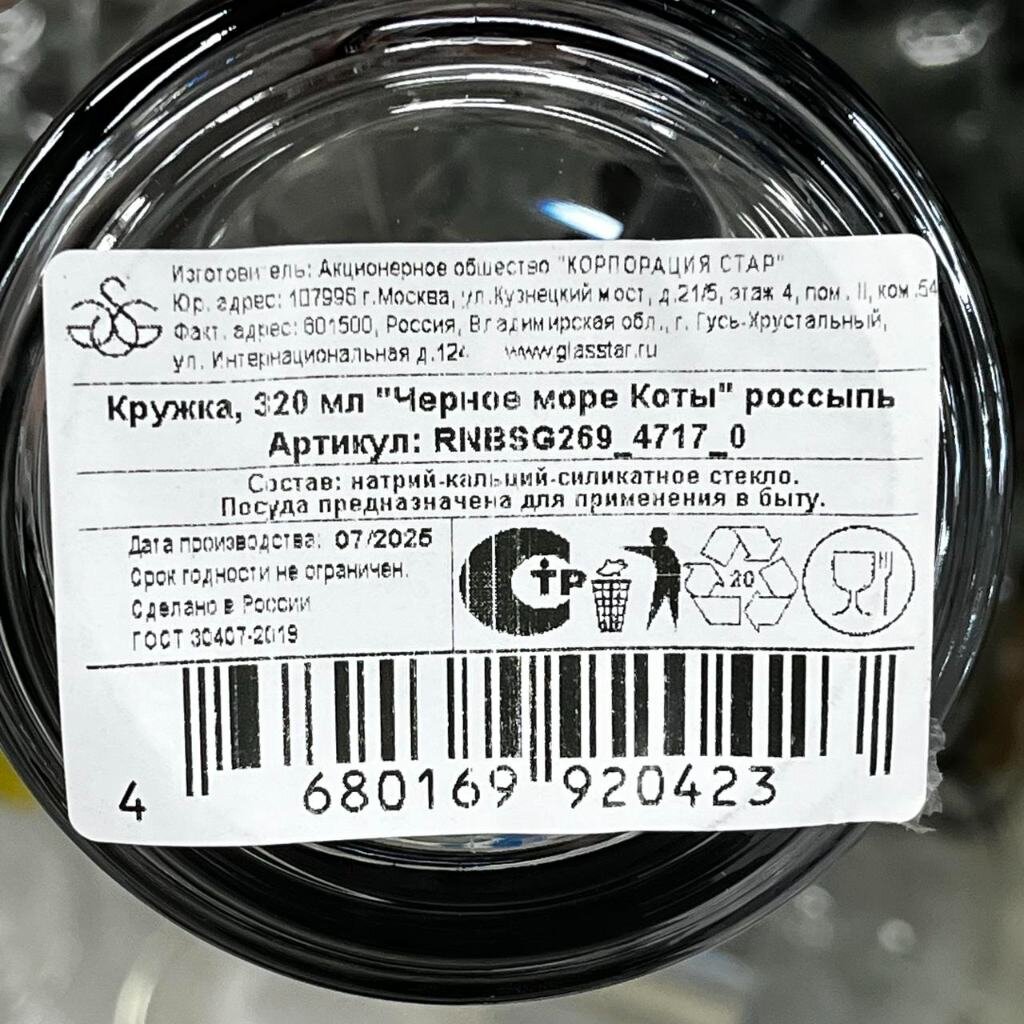 Изготовитель: Акционерное общество "КОРПОРАЦИЯ СТАР"
Юр. адрес: 107996 г.Москва, ул.Кузнецкий мост, д.21/5, этаж 4, пом. II, ком.54
Факт. адрес: 601500, Россия, Владимирская обл., г. Гусь-Хрустальный,
ул. Интернациональная www.glasstar.ru
Кружка, 320 мл "Черное море Коты" россыпь
Артикул: RNBSG269_4717_0
Состав: натрий-кальций-силикатное стекло.
Посуда предназначена для применения в быту.
Дата производства: 07/2025
Срок годности не ограничен.
Сделано в России
ГОСТ 30407-2019
СТР
20
4 680169 920423